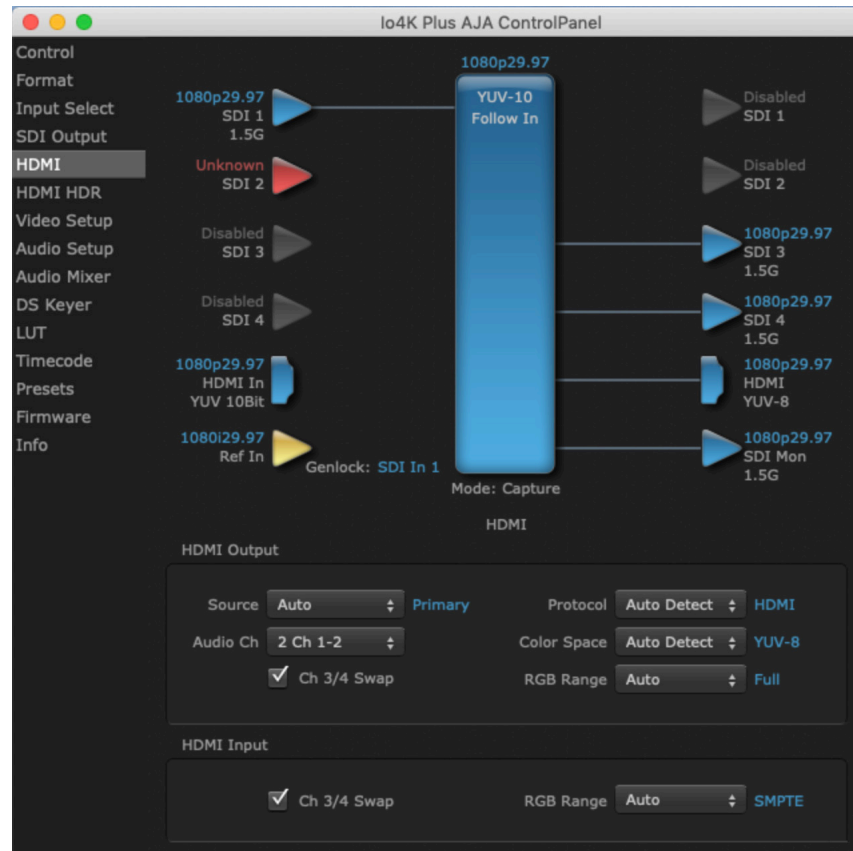 Io4K Plus AJA ControlPanel
Control
Format
Input Select
SDI Output
HDMI
HDMI HDR
Video Setup
Audio Setup
Audio Mixer
DS Keyer
LUT
Timecode
Presets
Firmware
Info
1080p29.97
YUV-10
Follow In
1080p29.97
SDI 1
1.5G
Unknown
SDI 2
Disabled
SDI 3
Disabled
SDI 4
1080p29.97
HDMI In
YUV 10Bit
1080i29.97
Ref In
Genlock: SDI In 1
Mode: Capture
Disabled
SDI 1
Disabled
SDI 2
1080p29.97
SDI 3
1.5G
1080p29.97
SDI 4
1.5G
1080p29.97
HDMI
YUV-8
1080p29.97
SDI Mon
1.5G
HDMI
HDMI Output
Source Auto Primary Protocol Auto Detect HDMI
Audio Ch 2 Ch 1-2 Color Space Auto Detect YUV-8
Ch 3/4 Swap RGB Range Auto Full
HDMI Input
Ch 3/4 Swap RGB Range Auto SMPTE